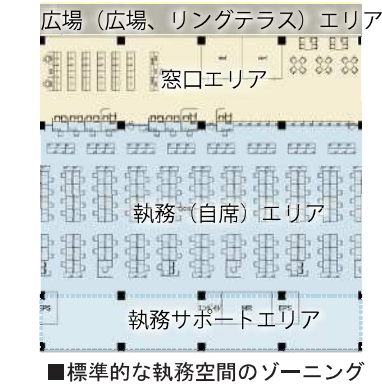 広場（広場、リングテラス）エリア
窓口エリア
執務（自席）エリア
執務サポートエリア
■標準的な執務空間のゾーニング